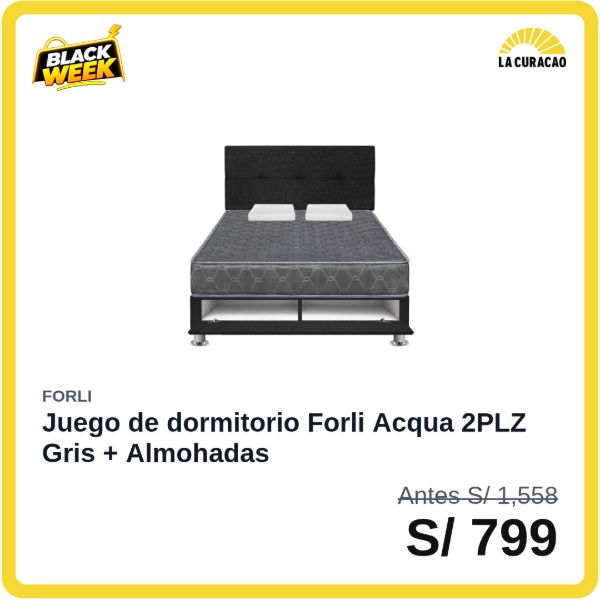 BLACK
WEEK
LA CURACAO
FORLI
Juego de dormitorio Forli Acqua 2PLZ
Gris + Almohadas
Antes S/ 1,558
S/ 799